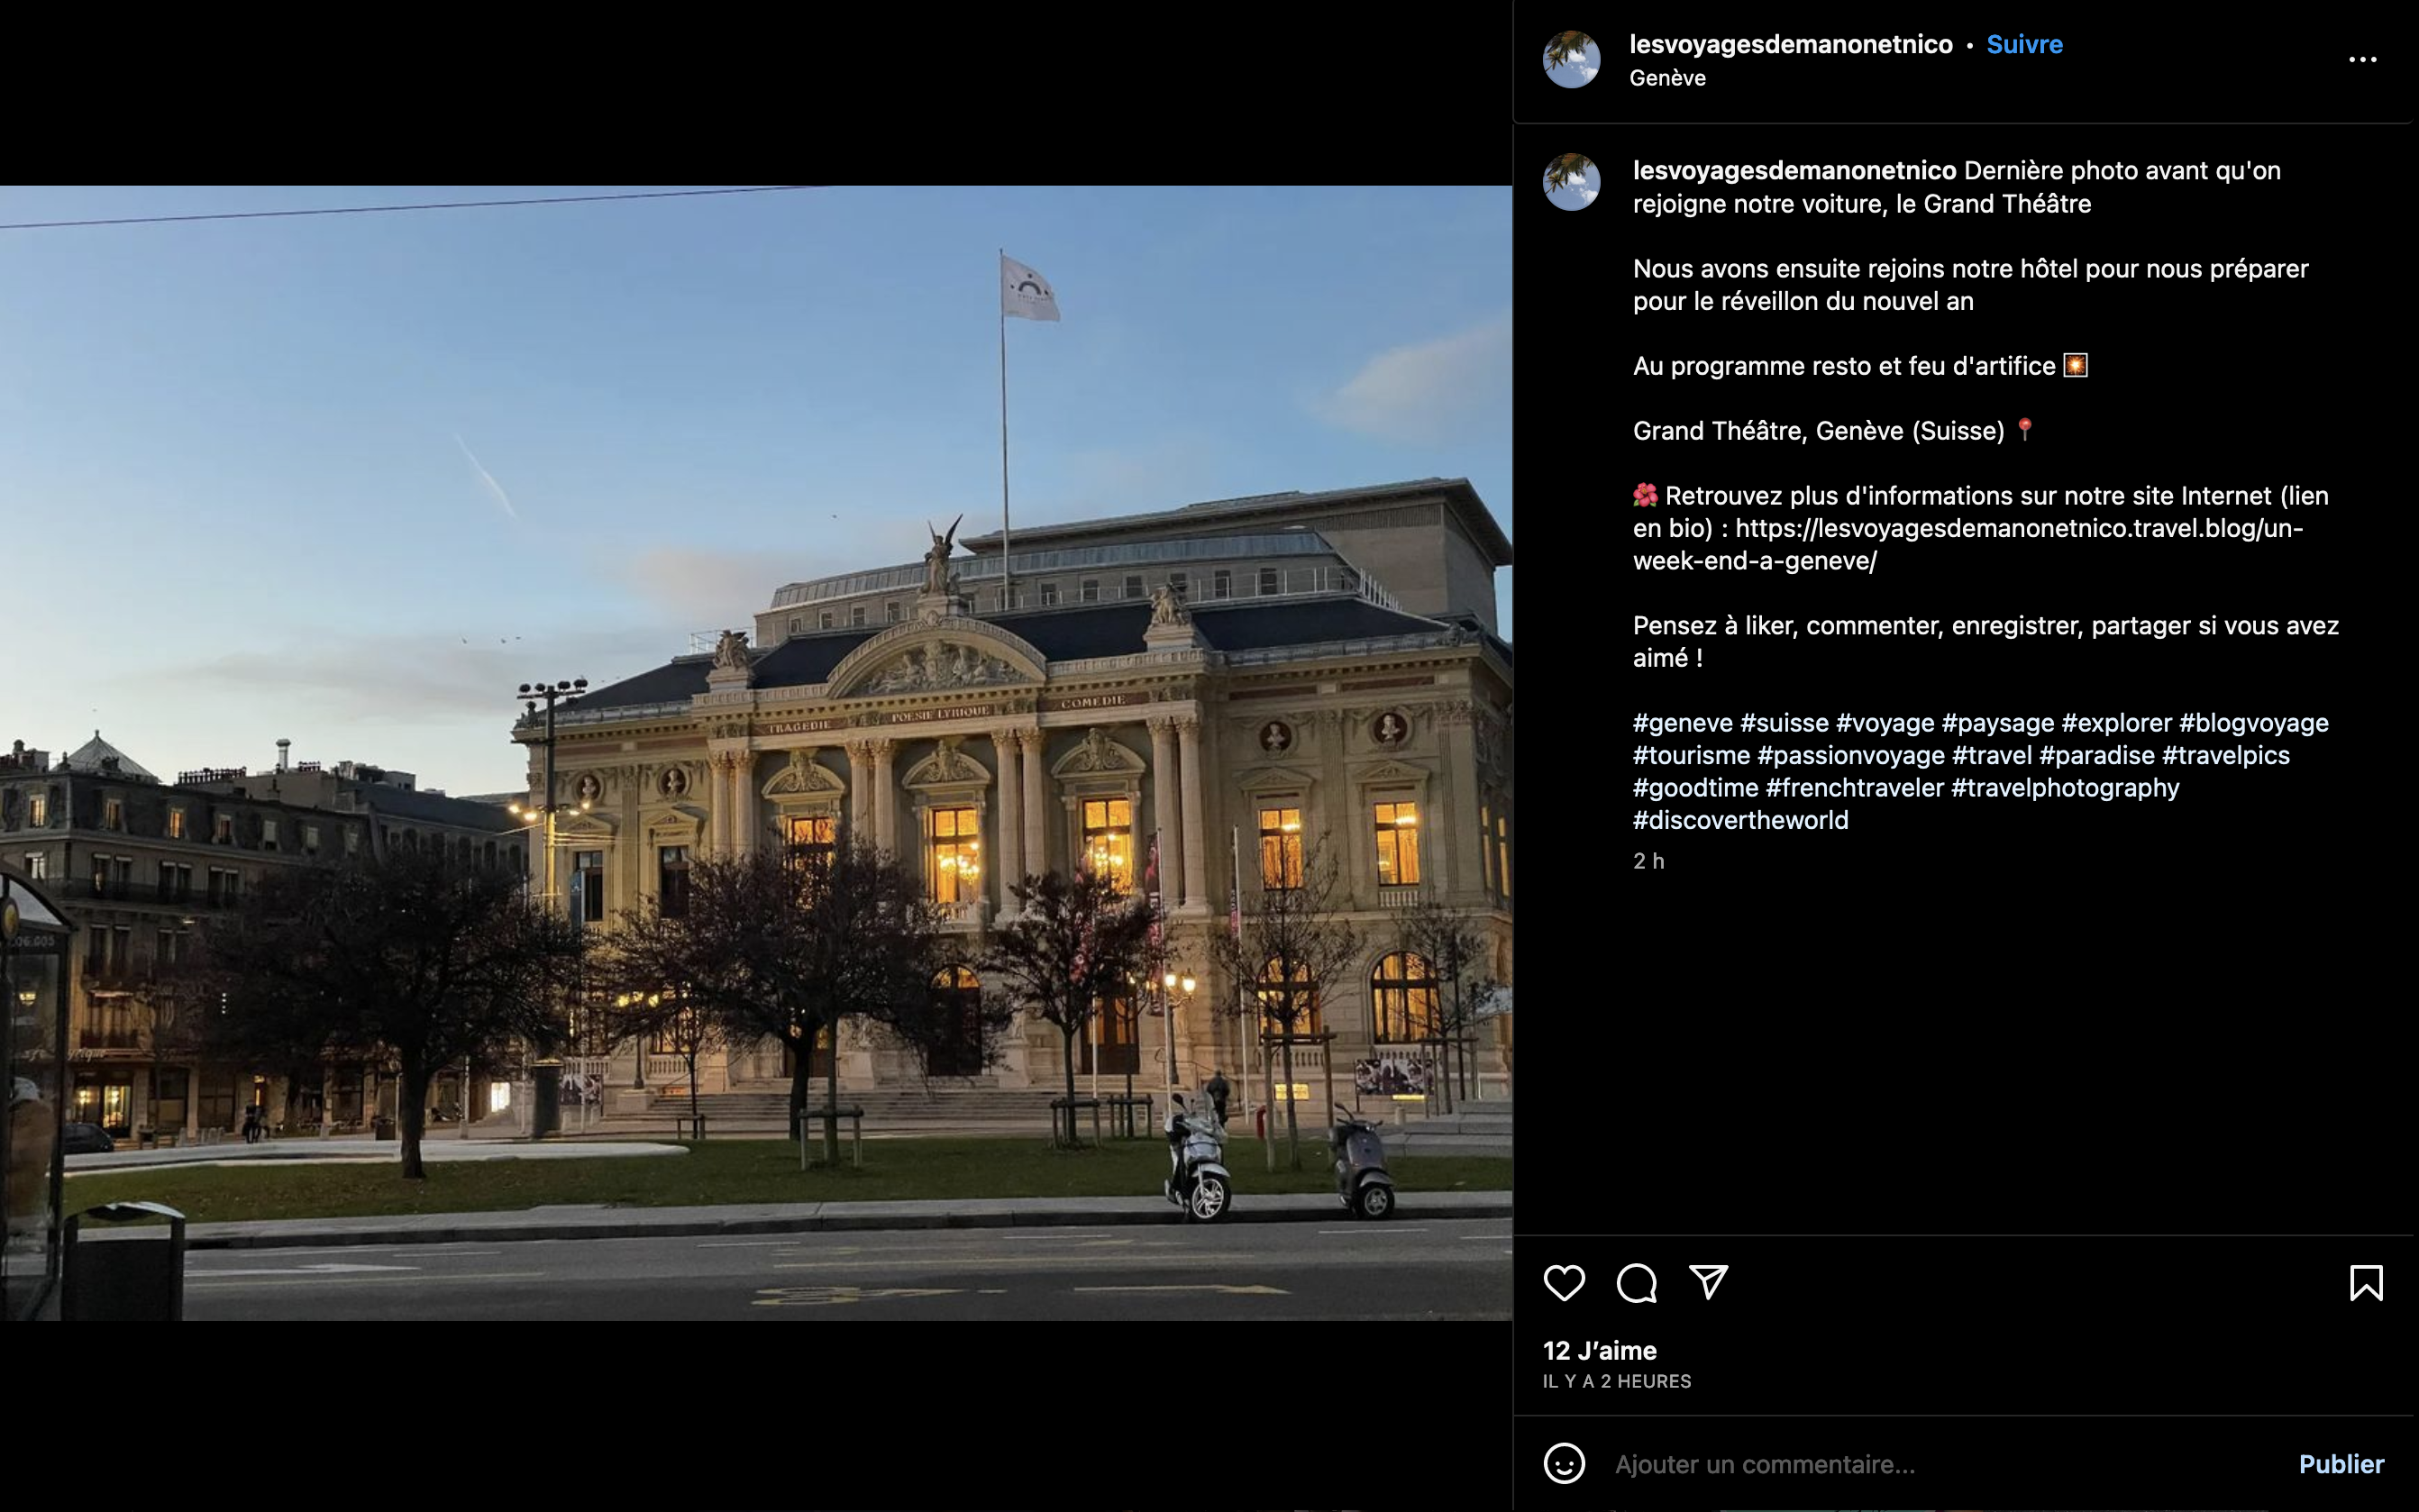 TRAGEDIE POESIE LYRIQUE COMEDIE
lesvoyagesdemanonetnico • Suivre
Genève
lesvoyagesdemanonetnico Dernière photo avant qu'on
rejoigne notre voiture, le Grand Théâtre
Nous avons ensuite rejoins notre hôtel pour nous préparer
pour le réveillon du nouvel an
Au programme resto et feu d'artifice 💥
Grand Théâtre, Genève (Suisse) 📍
🌺 Retrouvez plus d'informations sur notre site Internet (lien
en bio) : https://lesvoyagesdemanonetnico.travel.blog/un-
week-end-a-geneve/
Pensez à liker, commenter, enregistrer, partager si vous avez
aimé !
#geneve #suisse #voyage #paysage #explorer #blogvoyage
#tourisme #passionvoyage #travel #paradise #travelpics
#goodtime #frenchtraveler #travelphotography
#discovertheworld
2 h
12 J’aime
IL Y A 2 HEURES
Ajouter un commentaire...
Publier